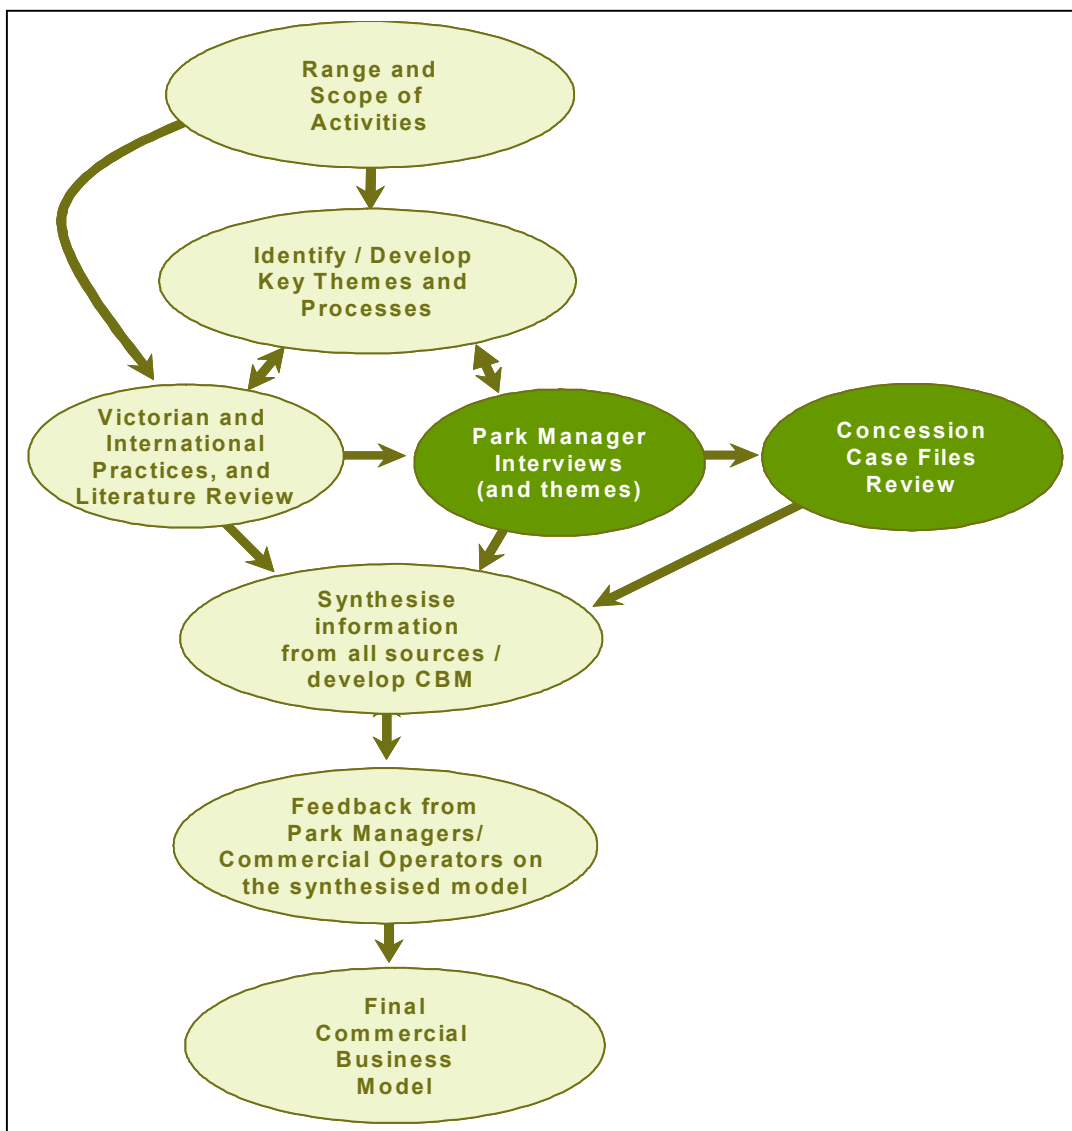 Range and
Scope of
Activities
Identify / Develop
Key Themes and
Processes
Victorian and
International
Practices, and
Literature Review
Park Manager
Interviews
(and themes)
Concession
Case Files
Review
Synthesise
information
from all sources /
develop CBM
Feedback from
Park Managers/
Commercial Operators on
the synthesised model
Final
Commercial
Business
Model